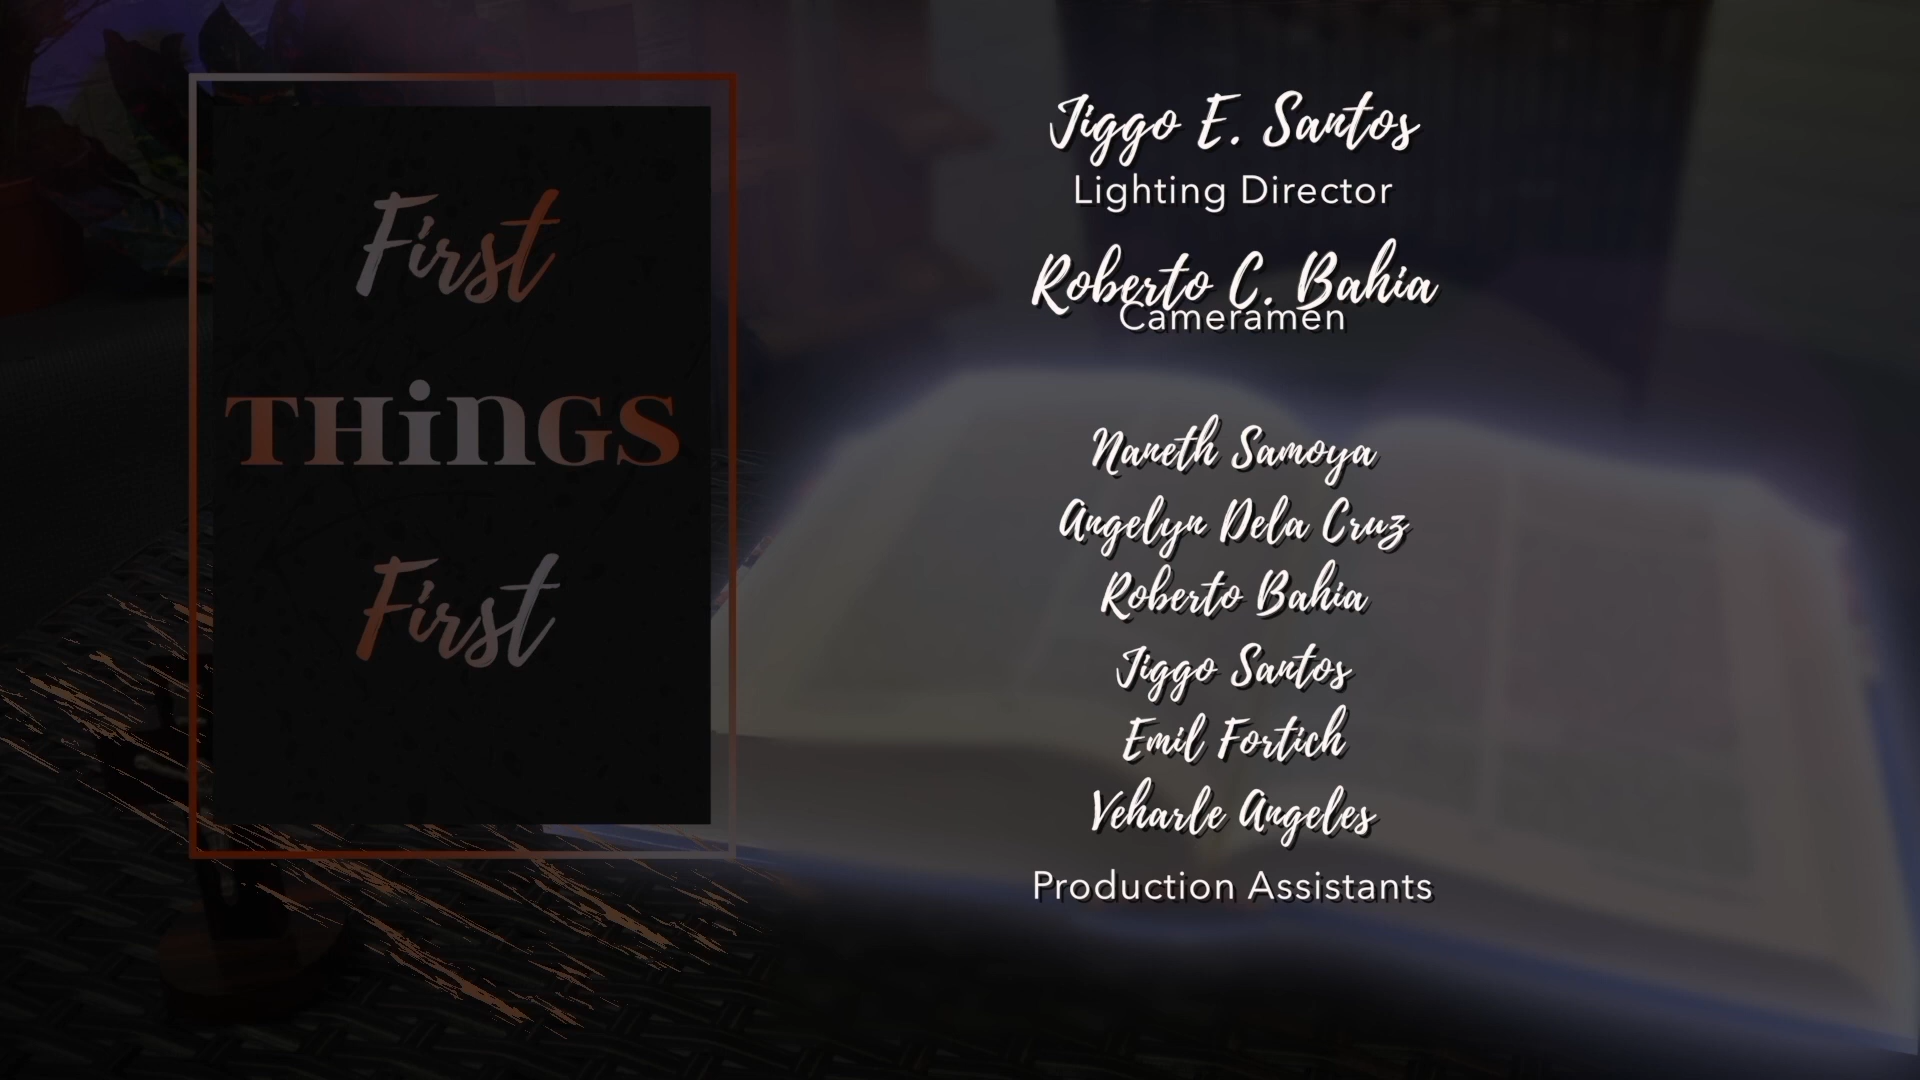 First
THiNGS
First
Jiggo E. Santos
Lighting Director
Roberto C. Bahia
Cameramen
Naneth Samoya
Angelyn Dela Cruz
Roberto Bahia
Jiggo Santos
Emil Fortich
Veharle Angeles
Production Assistants